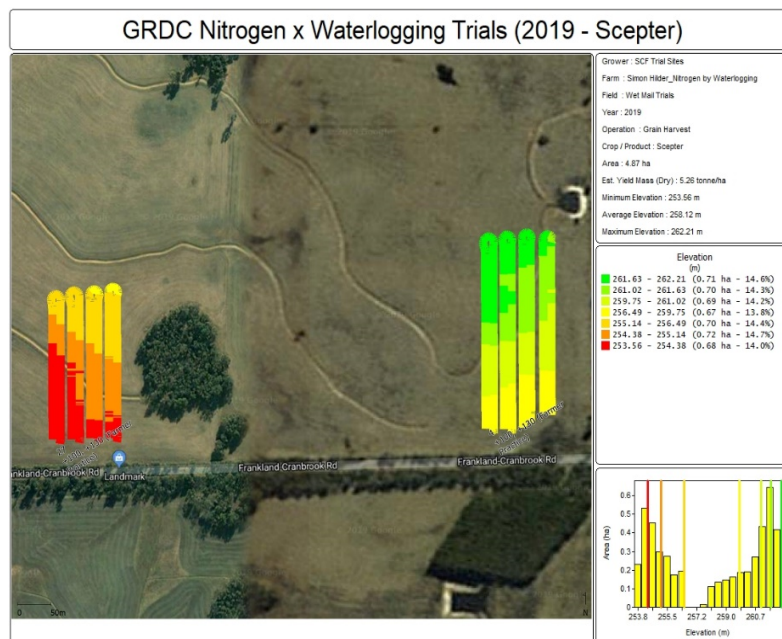 GRDC Nitrogen x Waterlogging Trials (2019 - Scepter)
Grower : SCF Trial Sites
Farm : Simon Hilder_Nitrogen by Waterlogging
Field : Wet Mail Trials
Year : 2019
Operation : Grain Harvest
Crop / Product : Scepter
Area : 4.87 ha
Est. Yield Mass (Dry) : 5.26 tonne/ha
Minimum Elevation : 253.56 m
Average Elevation : 258.12 m
Maximum Elevation : 262.21 m
Elevation
(m)
261.63 - 262.21 (0.71 ha - 14.6%)
261.02 - 261.63 (0.70 ha - 14.3%)
259.75 - 261.02 (0.69 ha - 14.2%)
256.49 - 259.75 (0.67 ha - 13.8%)
255.14 - 256.49 (0.70 ha - 14.4%)
254.38 - 255.14 (0.72 ha - 14.7%)
253.56 - 254.38 (0.68 ha - 14.0%)
rankland-Cranbrook Rd
Landmark
Frankland-Cranbrook Rd
Frankland-Cranbrook Rd
0 50m
N
Area (ha)
0.6
0.5
0.4
0.3
0.2
0.1
0
253.8 255.5 257.2 259.0 260.7
Elevation (m)